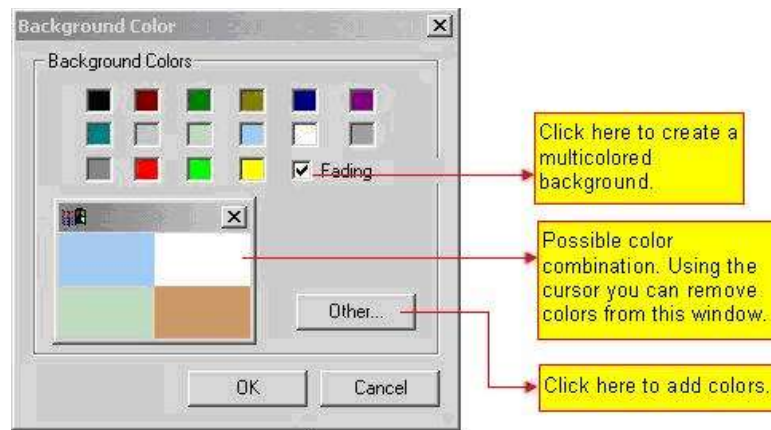 Background Color
Background Colors
Fading
Other...
OK
Cancel
Click here to create a
multicolored
background.
Possible color
combination. Using the
cursor you can remove
colors from this window.
Click here to add colors.